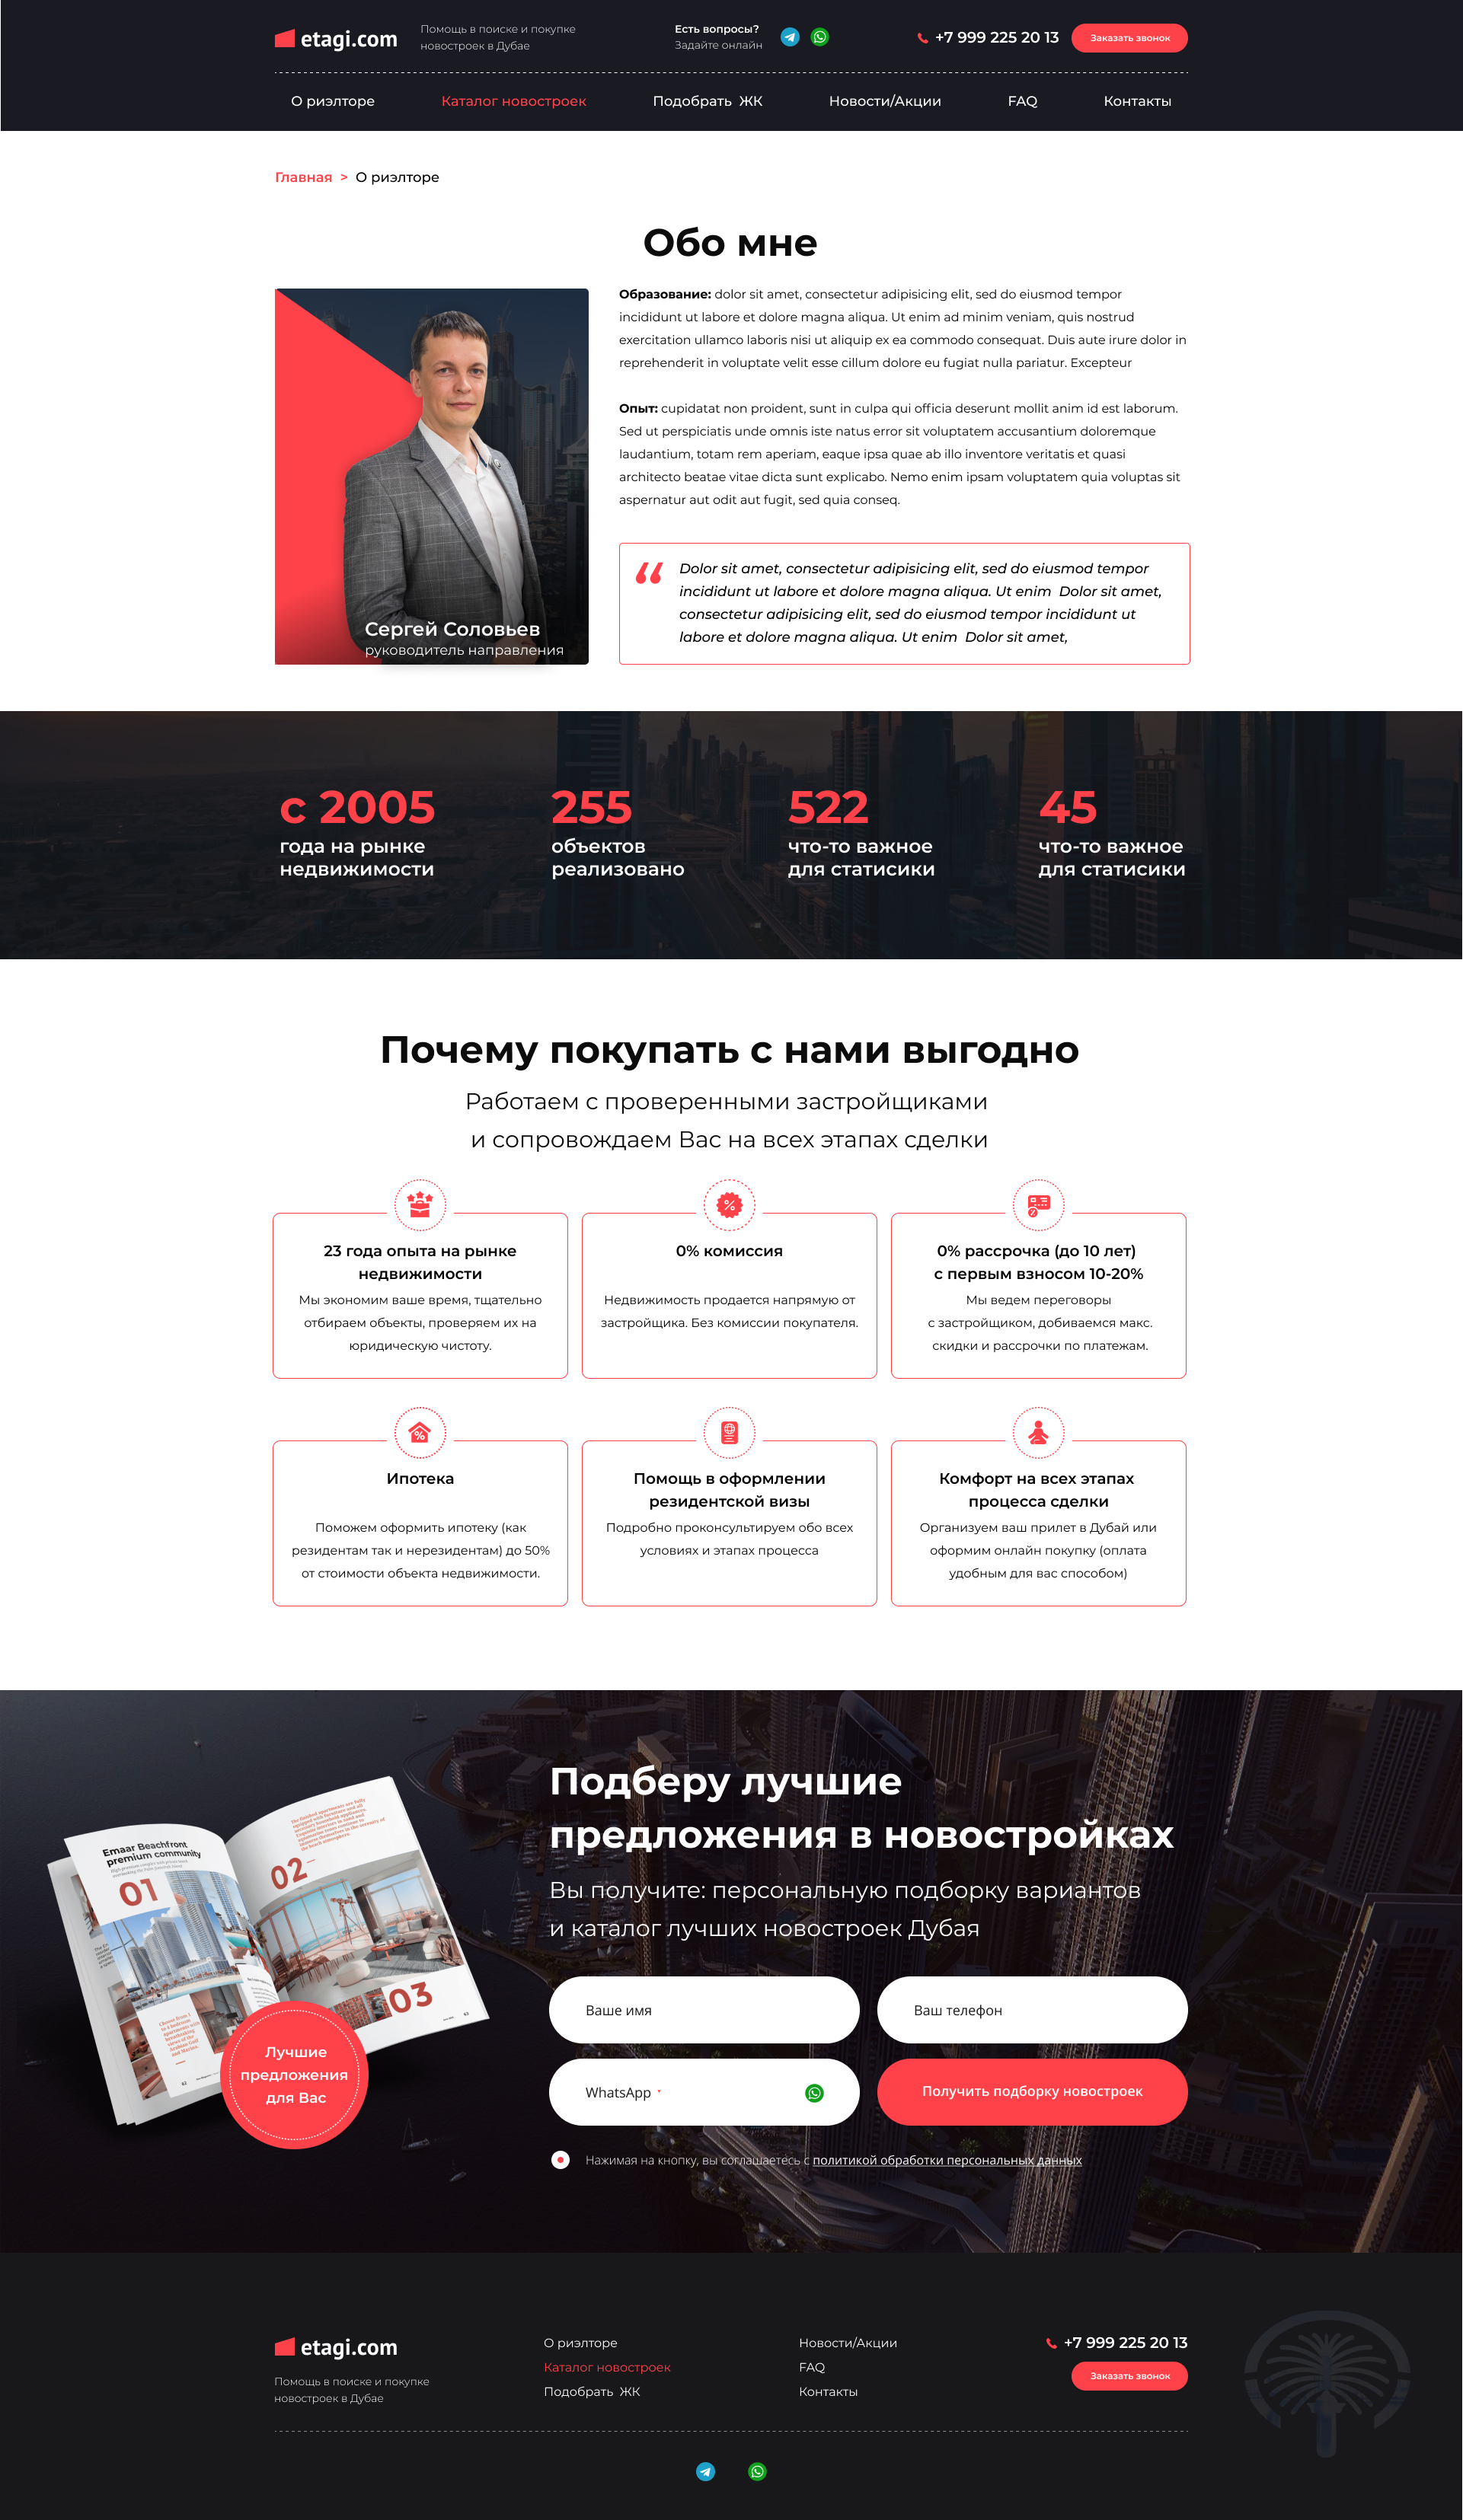 etagi.com
Помощь в поиске и покупке
новостроек в Дубае
Есть вопросы?
Задайте онлайн
+7 999 225 20 13
Заказать звонок
О риэлторе
Каталог новостроек
Подобрать ЖК
Новости/Акции
FAQ
Контакты
Главная > О риэлторе
Обо мне
Сергей Соловьев
руководитель направления
Образование: dolor sit amet, consectetur adipisicing elit, sed do eiusmod tempor
incididunt ut labore et dolore magna aliqua. Ut enim ad minim veniam, quis nostrud
exercitation ullamco laboris nisi ut aliquip ex ea commodo consequat. Duis aute irure dolor in
reprehenderit in voluptate velit esse cillum dolore eu fugiat nulla pariatur. Excepteur
Опыт: cupidatat non proident, sunt in culpa qui officia deserunt mollit anim id est laborum.
Sed ut perspiciatis unde omnis iste natus error sit voluptatem accusantium doloremque
laudantium, totam rem aperiam, eaque ipsa quae ab illo inventore veritatis et quasi
architecto beatae vitae dicta sunt explicabo. Nemo enim ipsam voluptatem quia voluptas sit
aspernatur aut odit aut fugit, sed quia conseq.
“
Dolor sit amet, consectetur adipisicing elit, sed do eiusmod tempor
incididunt ut labore et dolore magna aliqua. Ut enim Dolor sit amet,
consectetur adipisicing elit, sed do eiusmod tempor incididunt ut
labore et dolore magna aliqua. Ut enim Dolor sit amet,
с 2005
года на рынке
недвижимости
255
объектов
реализовано
522
что-то важное
для статисики
45
что-то важное
для статисики
Почему покупать с нами выгодно
Работаем с проверенными застройщиками
и сопровождаем Вас на всех этапах сделки
23 года опыта на рынке
недвижимости
Мы экономим ваше время, тщательно
отбираем объекты, проверяем их на
юридическую чистоту.
0% комиссия
Недвижимость продается напрямую от
застройщика. Без комиссии покупателя.
0% рассрочка (до 10 лет)
с первым взносом 10-20%
Мы ведем переговоры
с застройщиком, добиваемся макс.
скидки и рассрочки по платежам.
Ипотека
Поможем оформить ипотеку (как
резидентам так и нерезидентам) до 50%
от стоимости объекта недвижимости.
Помощь в оформлении
резидентской визы
Подробно проконсультируем обо всех
условиях и этапах процесса
Комфорт на всех этапах
процесса сделки
Организуем ваш прилет в Дубай или
оформим онлайн покупку (оплата
удобным для вас способом)
Emaar Beachfront
premium community
01
02
03
Лучшие
предложения
для Вас
Подберу лучшие
предложения в новостройках
Вы получите: персональную подборку вариантов
и каталог лучших новостроек Дубая
Ваше имя
Ваш телефон
WhatsApp *
Получить подборку новостроек
Нажимая на кнопку, вы соглашаетесь с политикой обработки персональных данных
etagi.com
Помощь в поиске и покупке
новостроек в Дубае
О риэлторе
Каталог новостроек
Подобрать ЖК
Новости/Акции
FAQ
Контакты
+7 999 225 20 13
Заказать звонок